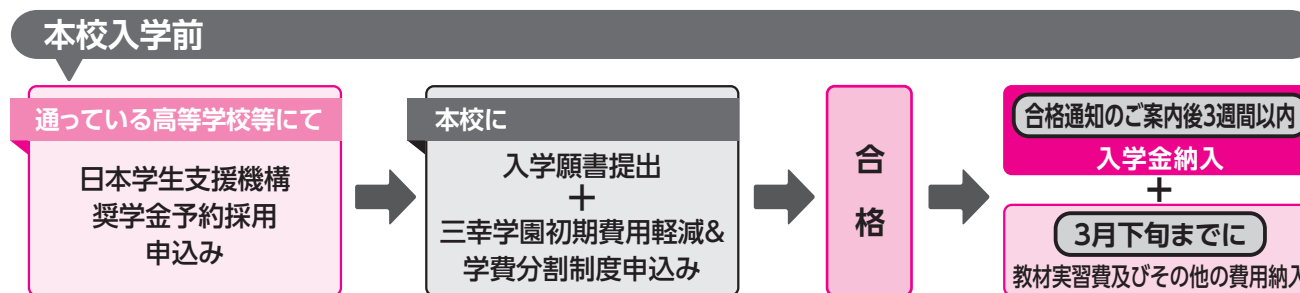 本校入学前
通っている高等学校等にて
日本学生支援機構
奨学金予約採用
申込み
本校に
入学願書提出
＋
三幸学園初期費用軽減&
学費分割制度申込み
合
格
合格通知のご案内後3週間以内
入学金納入
＋
3月下旬までに
教材実習費及びその他の費用納入